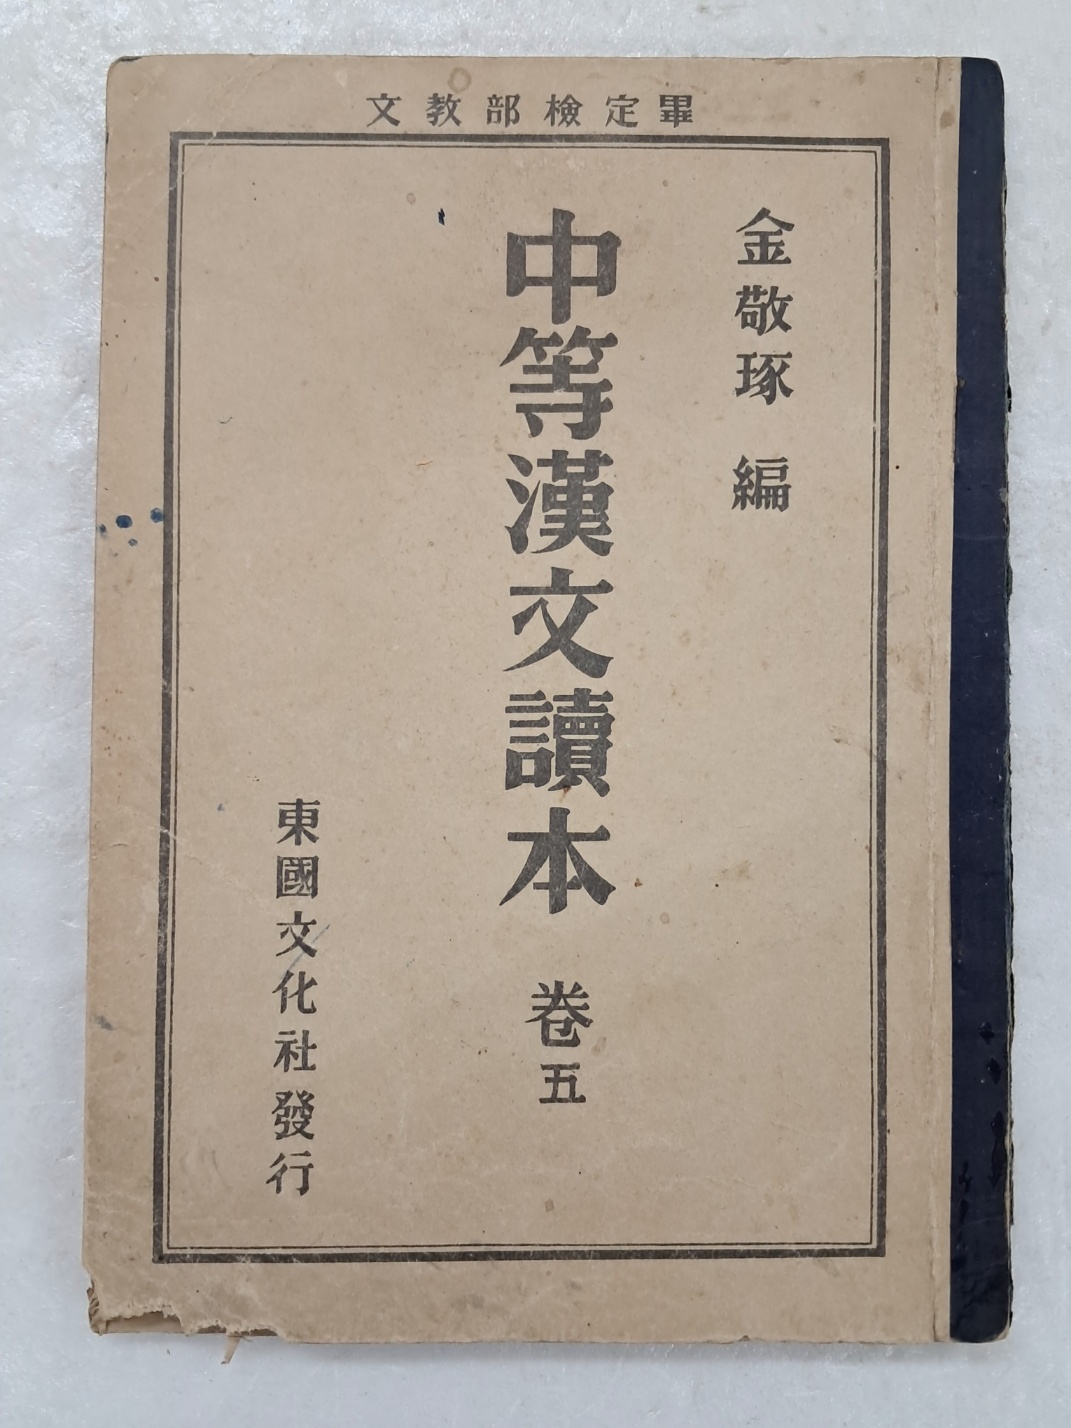 文教部檢定畢
金敬琢 編
中等漢文讀本 卷五
東國文化社發行